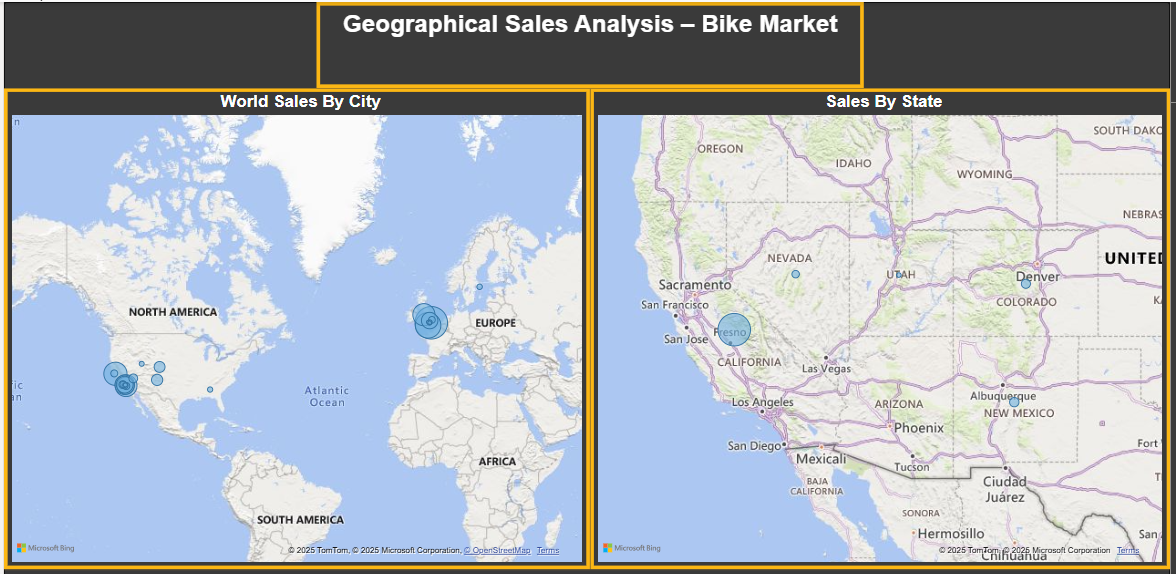 Geographical Sales Analysis – Bike Market
World Sales By City
NORTH AMERICA
EUROPE
Atlantic
Ocean
AFRICA
SOUTH AMERICA
Microsoft Bing
© 2025 TomTom, © 2025 Microsoft Corporation, © OpenStreetMap Terms
Sales By State
SOUTH DAKO
OREGON
IDAHO
WYOMING
NEBRAS
NEVADA
UTAH
UNITED
Denver
COLORADO
Sacramento
San Francisco
San Jose
Fresno
CALIFORNIA
Las Vegas
Los Angeles
ARIZONA
Albuquerque
NEW MEXICO
Phoenix
San Diego
Mexicali
Tucson
Fort
Ciudad
Juárez
BAJA
CALIFORNIA
SONORA
Hermosillo
San
Chihuahua
Microsoft Bing
© 2025 TomTom, © 2025 Microsoft Corporation Terms